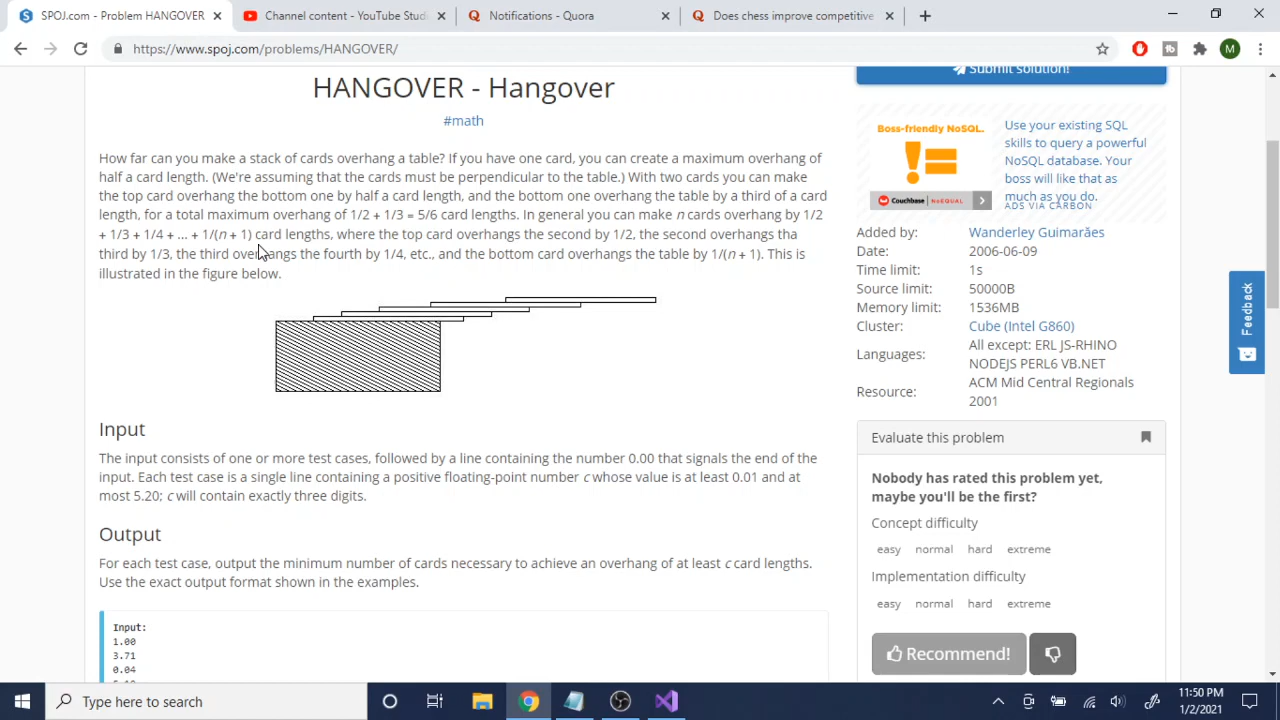 SPOJ.com - Problem HANGOVER
Channel content - YouTube Studi
Notifications - Quora
Does chess improve competitive
https://www.spoj.com/problems/HANGOVER/
M
HANGOVER - Hangover
#math
How far can you make a stack of cards overhang a table? If you have one card, you can create a maximum overhang of
half a card length. (We're assuming that the cards must be perpendicular to the table.) With two cards you can make
the top card overhang the bottom one by half a card length, and the bottom one overhang the table by a third of a card
length, for a total maximum overhang of 1/2 + 1/3 = 5/6 card lengths. In general you can make n cards overhang by 1/2
+ 1/3 + 1/4 + ... + 1/(n + 1) card lengths, where the top card overhangs the second by 1/2, the second overhangs tha
third by 1/3, the third overhangs the fourth by 1/4, etc., and the bottom card overhangs the table by 1/(n + 1). This is
illustrated in the figure below.
Input
The input consists of one or more test cases, followed by a line containing the number 0.00 that signals the end of the
input. Each test case is a single line containing a positive floating-point number c whose value is at least 0.01 and at
most 5.20; c will contain exactly three digits.
Output
For each test case, output the minimum number of cards necessary to achieve an overhang of at least c card lengths.
Use the exact output format shown in the examples.
Input:
1.00
3.71
0.04
Submit solution!
Boss-friendly NoSQL.
Couchbase NoEQUAL
Use your existing SQL
skills to query a powerful
NoSQL database. Your
boss will like that as
much as you do.
ADS VIA CARBON
Added by: Wanderley Guimarães
Date: 2006-06-09
Time limit: 1s
Source limit: 50000B
Memory limit: 1536MB
Cluster: Cube (Intel G860)
Languages: All except: ERL JS-RHINO
NODEJS PERL6 VB.NET
Resource: ACM Mid Central Regionals
2001
Evaluate this problem
Nobody has rated this problem yet,
maybe you'll be the first?
Concept difficulty
easy normal hard extreme
Implementation difficulty
easy normal hard extreme
Recommend!
Feedback
Type here to search
11:50 PM
1/2/2021